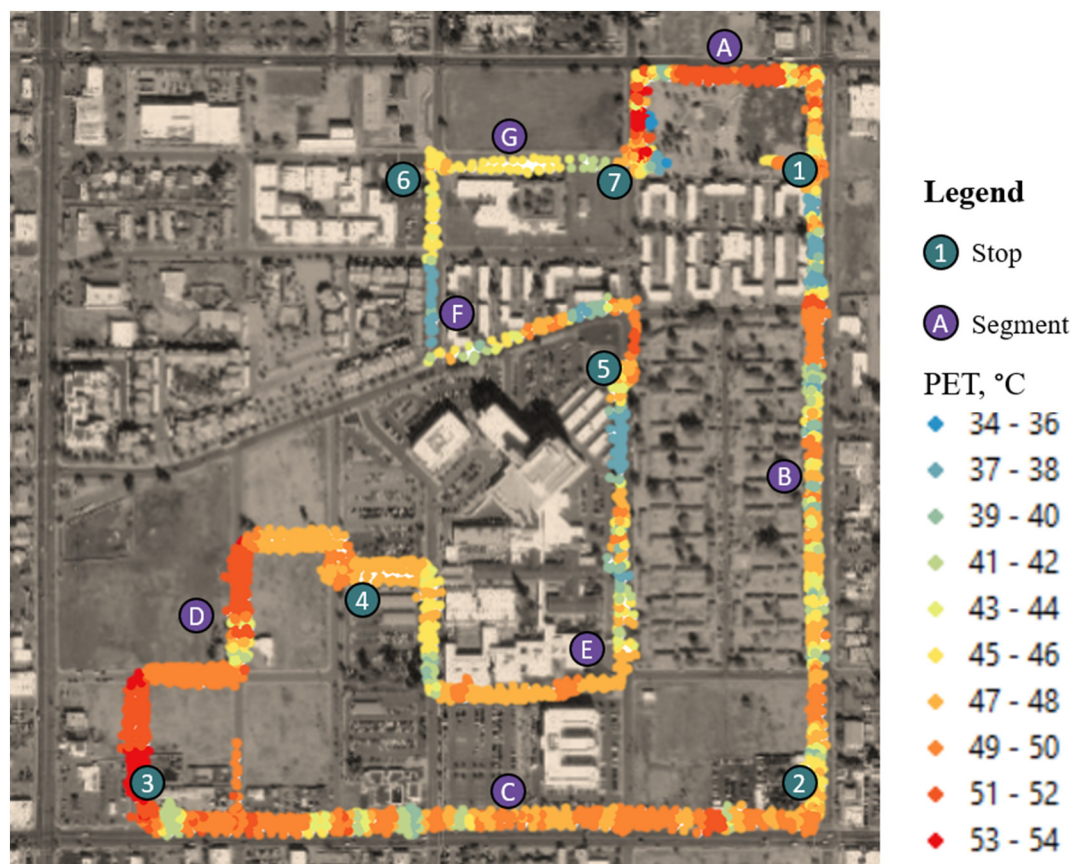 A
G
6
7
1
F
5
B
D
4
E
3
C
2
Legend
1 Stop
A Segment
PET, °C
34 - 36
37 - 38
39 - 40
41 - 42
43 - 44
45 - 46
47 - 48
49 - 50
51 - 52
53 - 54